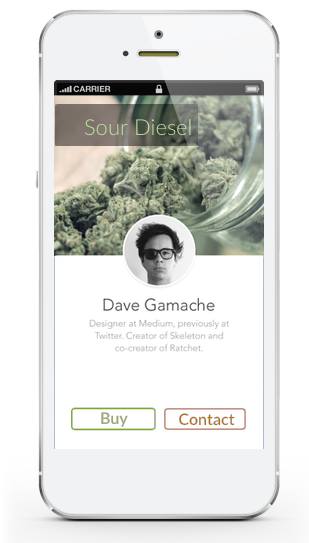 CARRIER
Sour Diesel
Dave Gamache
Designer at Medium, previously at
Twitter. Creator of Skeleton and
co-creator of Ratchet.
Buy
Contact